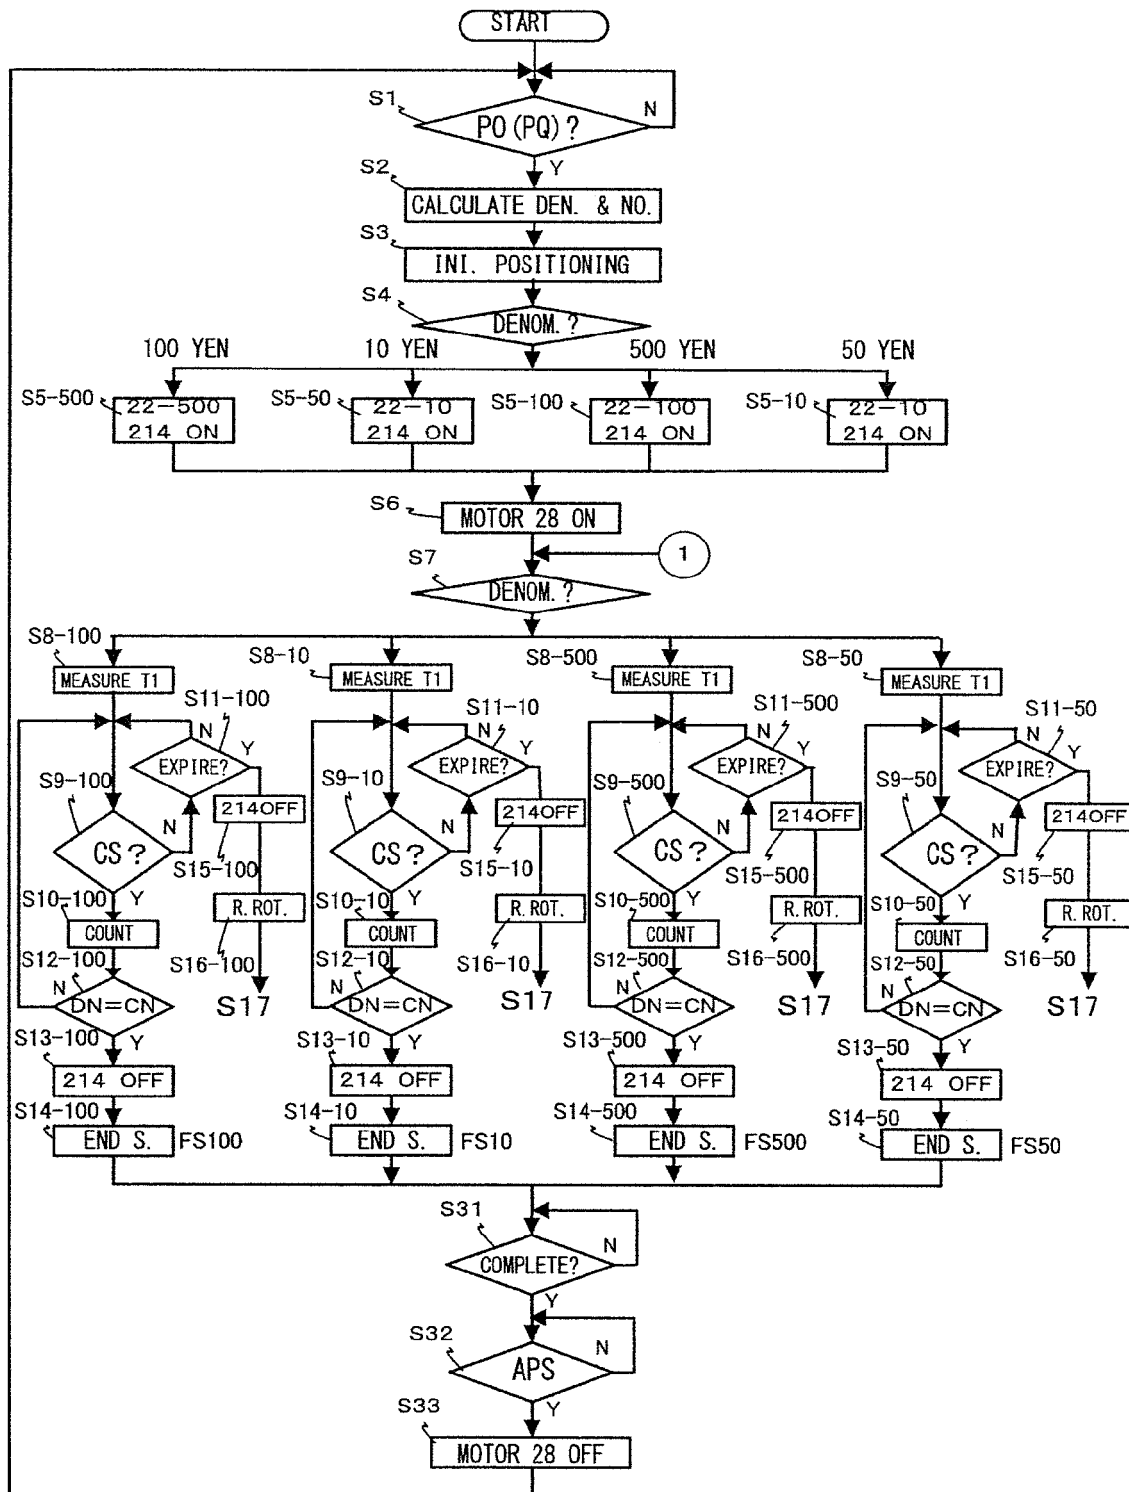 START
S1
N
PO(PQ)?
Y
S2
CALCULATE DEN. & NO.
S3
INI. POSITIONING
S4
DENOM.?
100 YEN
10 YEN
500 YEN
50 YEN
S5-500
22-500
214 ON
S5-50
22-10
214 ON
S5-100
22-100
214 ON
S5-10
22-10
214 ON
S6
MOTOR 28 ON
1
S7
DENOM.?
S8-100
MEASURE T1
S11-100
N
Y
EXPIRE?
S9-100
N
214OFF
CS?
S15-100
Y
S10-100
COUNT
R.ROT.
S16-100
S12-100
N
DN=CN
S17
Y
S13-100
214 OFF
S14-100
END S.
FS100
S8-10
MEASURE T1
S11-10
N
Y
EXPIRE?
S9-10
N
214OFF
CS?
S15-10
Y
S10-10
COUNT
R.ROT.
S16-10
S12-10
N
DN=CN
S17
Y
S13-10
214 OFF
S14-10
END S.
FS10
S8-500
MEASURE T1
S11-500
N
Y
EXPIRE?
S9-500
N
214OFF
CS?
S15-500
Y
S10-500
COUNT
R.ROT.
S16-500
S12-500
N
DN=CN
S17
Y
S13-500
214 OFF
S14-500
END S.
FS500
S8-50
MEASURE T1
S11-50
N
Y
EXPIRE?
S9-50
N
214OFF
CS?
S15-50
Y
S10-50
COUNT
R.ROT.
S16-50
S12-50
N
DN=CN
S17
Y
S13-50
214 OFF
S14-50
END S.
FS50
S31
N
COMPLETE?
Y
S32
N
APS
Y
S33
MOTOR 28 OFF